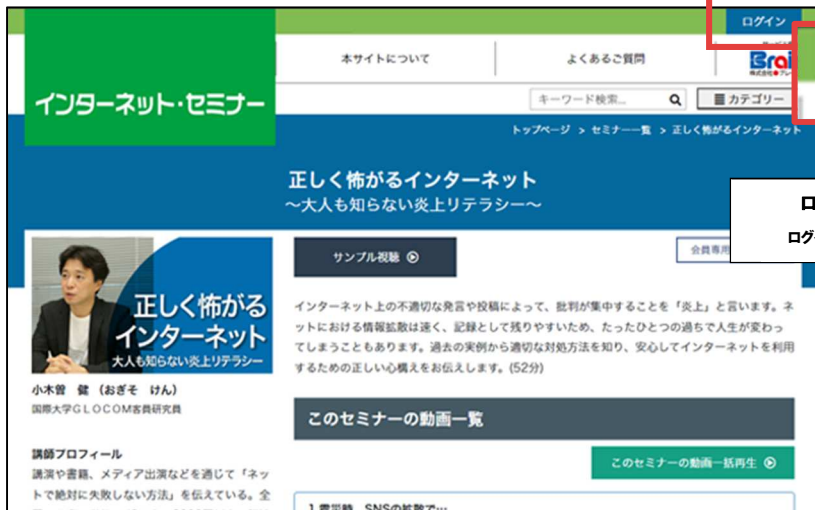 ログイン
本サイトについて
よくあるご質問
Brai
インターネット・セミナー
キーワード検索...
カテゴリー
トップページ > セミナー一覧 > 正しく怖がるインターネット
正しく怖がるインターネット
～大人も知らない炎上リテラシー～
サンプル視聴
会員専用
正しく怖がる
インターネット
大人も知らない炎上リテラシー
インターネット上の不適切な発言や投稿によって、批判が集中することを「炎上」と言います。ネ
ットにおける情報拡散は速く、記録として残りやすいため、たったひとつの過ちで人生が変わっ
てしまうこともあります。過去の実例から適切な対処方法を知り、安心してインターネットを利用
するための正しい心構えをお伝えします。(52分)
小木曽 健 (おぎそ けん)
国際大学GLOCOM客員研究員
このセミナーの動画一覧
このセミナーの動画一括再生
講師プロフィール
講演や書籍、メディア出演などを通じて「ネッ
トで絶対に失敗しない方法」を伝えている。全
1.震災時、SNSの拡散で…